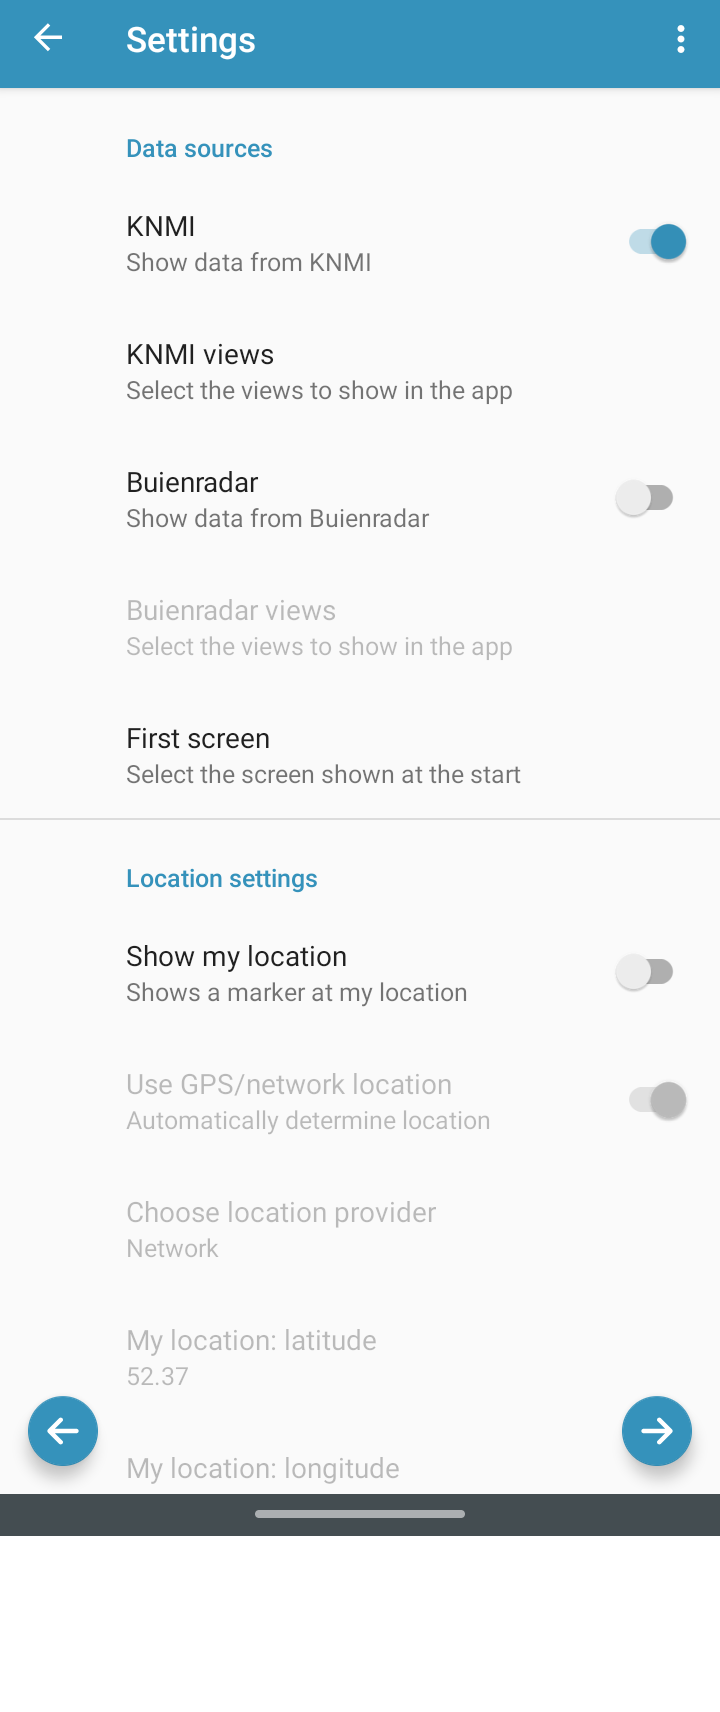 Settings
Data sources
KNMI
Show data from KNMI
KNMI views
Select the views to show in the app
Buienradar
Show data from Buienradar
Buienradar views
Select the views to show in the app
First screen
Select the screen shown at the start
Location settings
Show my location
Shows a marker at my location
Use GPS/network location
Automatically determine location
Choose location provider
Network
My location: latitude
52.37
My location: longitude